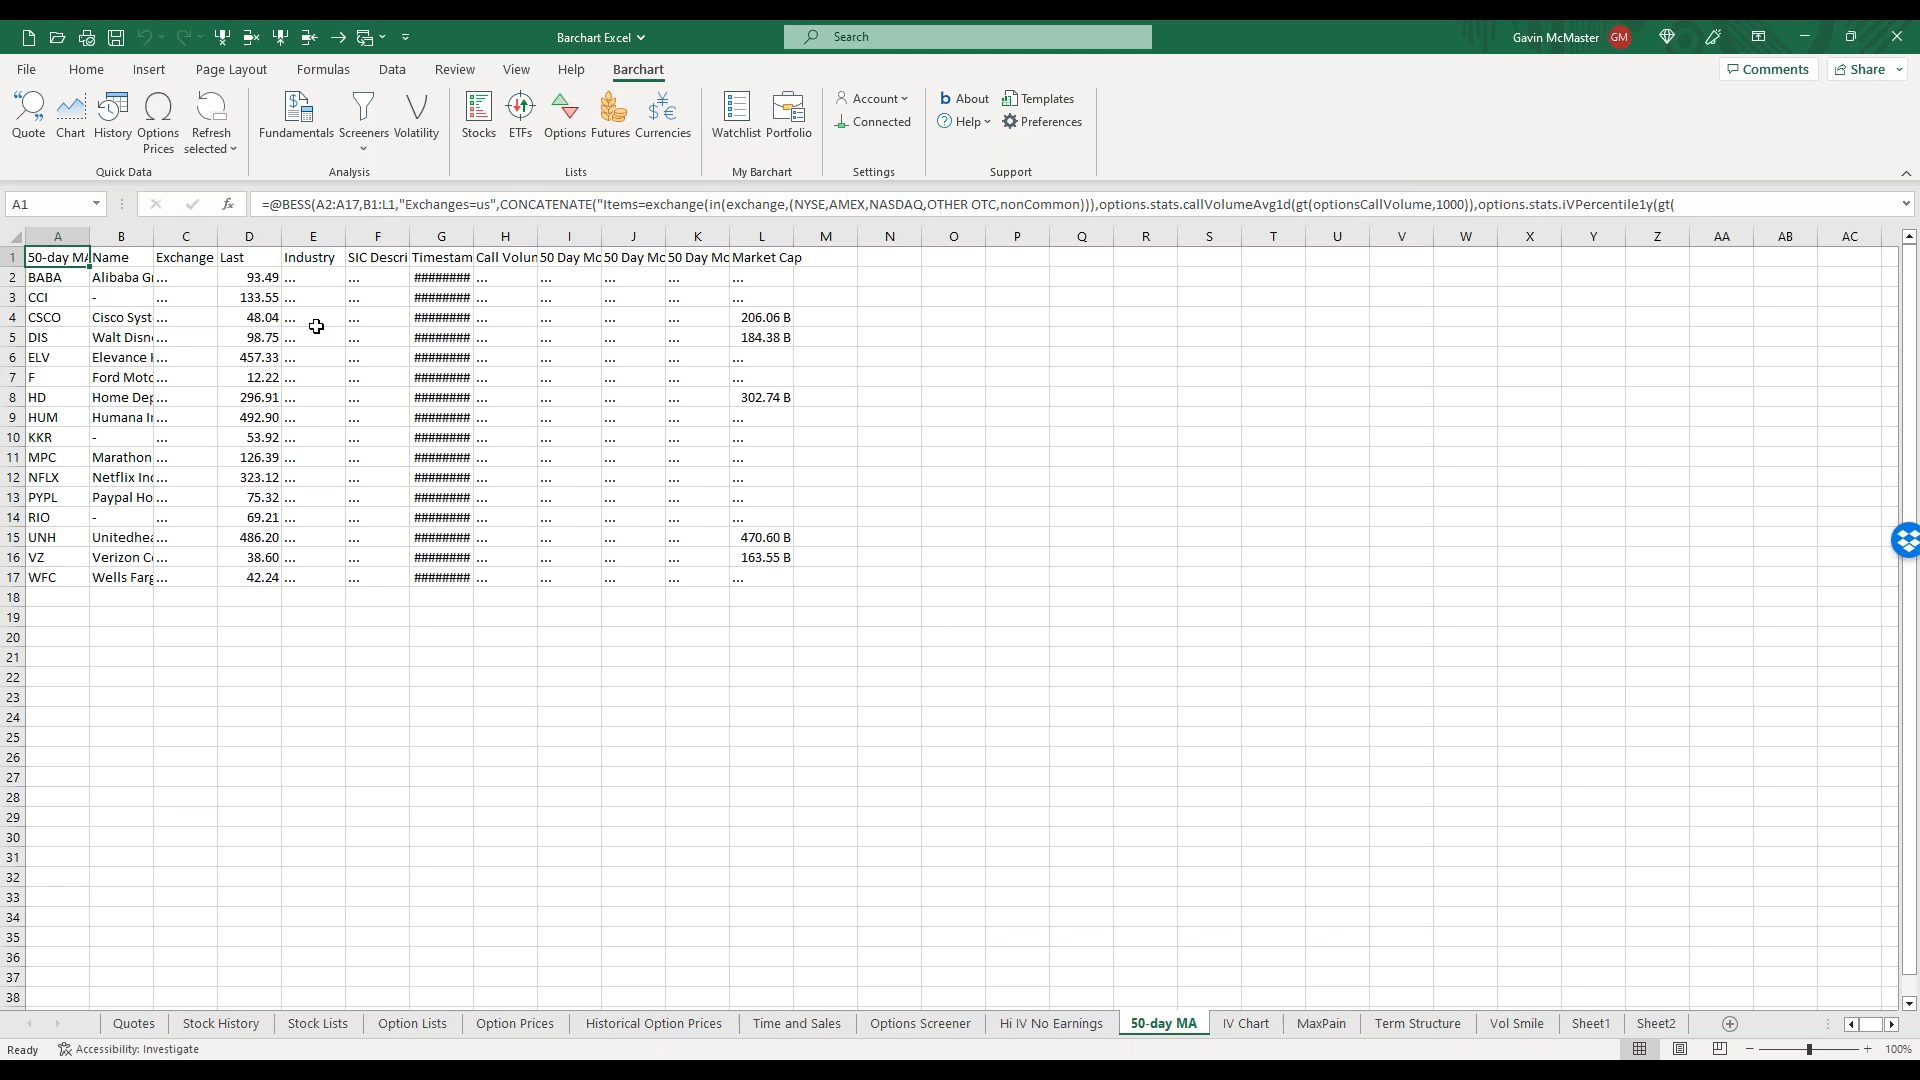 Barchart Excel
Search
Gavin McMaster GM
File Home Insert Page Layout Formulas Data Review View Help Barchart
Comments Share
Quote Chart History Options Prices Refresh selected
Fundamentals Screeners Volatility
Stocks ETFs Options Futures Currencies
Watchlist Portfolio
Account
Connected
About Templates
Help Preferences
Quick Data Analysis Lists My Barchart Settings Support
A1 fx =@BESS(A2:A17,B1:L1,"Exchanges=us",CONCATENATE("Items=exchange(in(exchange,(NYSE,AMEX,NASDAQ,OTHER OTC,nonCommon))),options.stats.callVolumeAvg1d(gt(optionsCallVolume,1000)),options.stats.iVPercentile1y(gt(
A B C D E F G H I J K L M N O P Q R S T U V W X Y Z AA AB AC
1 50-day MA Name Exchange Last Industry SIC Descri Timestam Call Volun 50 Day Mc 50 Day Mc 50 Day Mc Market Cap
2 BABA Alibaba Gr ... 93.49 ... ... ######## ... ... ... ... ...
3 CCI - ... 133.55 ... ... ######## ... ... ... ... ...
4 CSCO Cisco Syst ... 48.04 ... ... ######## ... ... ... ... 206.06 B
5 DIS Walt Disn ... 98.75 ... ... ######## ... ... ... ... 184.38 B
6 ELV Elevance ... 457.33 ... ... ######## ... ... ... ... ...
7 F Ford Motc ... 12.22 ... ... ######## ... ... ... ... ...
8 HD Home Dep ... 296.91 ... ... ######## ... ... ... ... 302.74 B
9 HUM Humana In ... 492.90 ... ... ######## ... ... ... ... ...
10 KKR - ... 53.92 ... ... ######## ... ... ... ... ...
11 MPC Marathon ... 126.39 ... ... ######## ... ... ... ... ...
12 NFLX Netflix Inc ... 323.12 ... ... ######## ... ... ... ... ...
13 PYPL Paypal Ho ... 75.32 ... ... ######## ... ... ... ... ...
14 RIO - ... 69.21 ... ... ######## ... ... ... ... ...
15 UNH Unitedhea ... 486.20 ... ... ######## ... ... ... ... 470.60 B
16 VZ Verizon C ... 38.60 ... ... ######## ... ... ... ... 163.55 B
17 WFC Wells Farg ... 42.24 ... ... ######## ... ... ... ... ...
18
19
20
21
22
23
24
25
26
27
28
29
30
31
32
33
34
35
36
37
38
Quotes Stock History Stock Lists Option Lists Option Prices Historical Option Prices Time and Sales Options Screener Hi IV No Earnings 50-day MA IV Chart MaxPain Term Structure Vol Smile Sheet1 Sheet2
Ready Accessibility: Investigate 100%